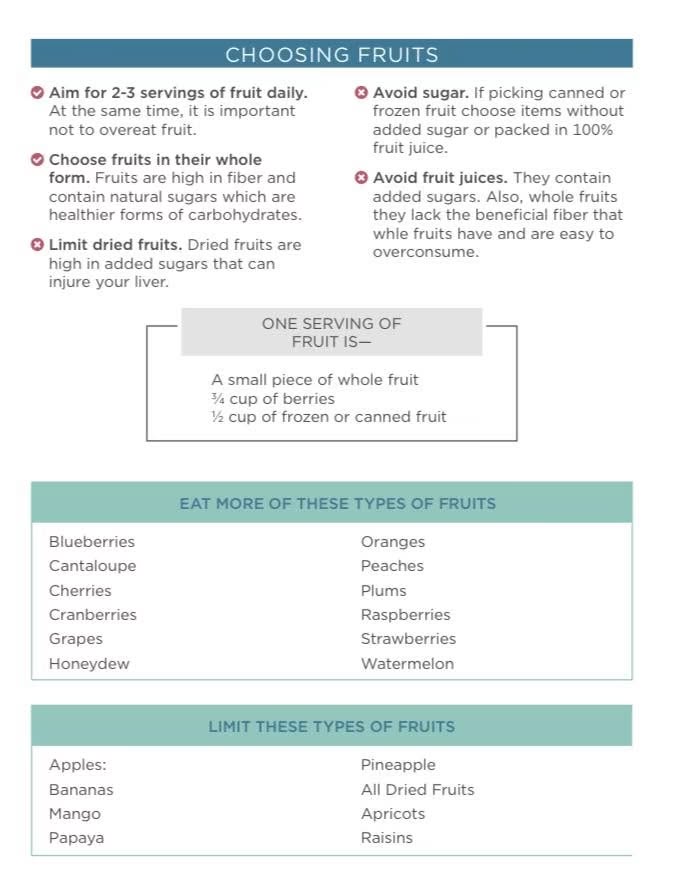 CHOOSING FRUITS
Aim for 2-3 servings of fruit daily.
At the same time, it is important
not to overeat fruit.
Choose fruits in their whole
form. Fruits are high in fiber and
contain natural sugars which are
healthier forms of carbohydrates.
Limit dried fruits. Dried fruits are
high in added sugars that can
injure your liver.
Avoid sugar. If picking canned or
frozen fruit choose items without
added sugar or packed in 100%
fruit juice.
Avoid fruit juices. They contain
added sugars. Also, whole fruits
they lack the beneficial fiber that
whle fruits have and are easy to
overconsume.
ONE SERVING OF
FRUIT IS—
A small piece of whole fruit
¾ cup of berries
½ cup of frozen or canned fruit
EAT MORE OF THESE TYPES OF FRUITS
Blueberries
Cantaloupe
Cherries
Cranberries
Grapes
Honeydew
Oranges
Peaches
Plums
Raspberries
Strawberries
Watermelon
LIMIT THESE TYPES OF FRUITS
Apples:
Bananas
Mango
Papaya
Pineapple
All Dried Fruits
Apricots
Raisins